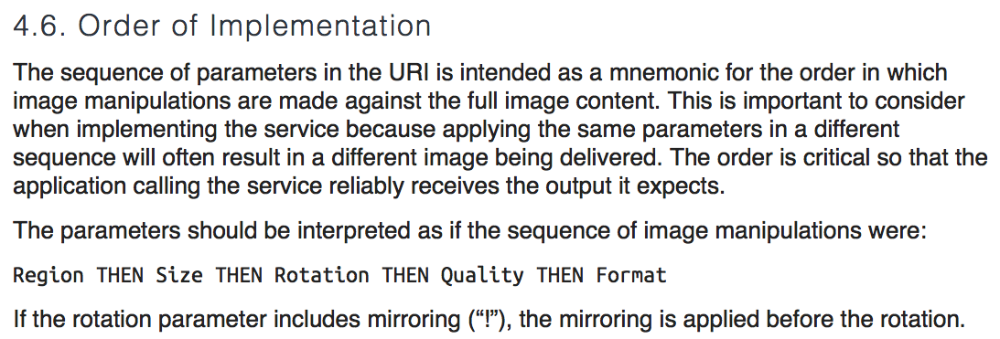 4.6. Order of Implementation
The sequence of parameters in the URI is intended as a mnemonic for the order in which
image manipulations are made against the full image content. This is important to consider
when implementing the service because applying the same parameters in a different
sequence will often result in a different image being delivered. The order is critical so that the
application calling the service reliably receives the output it expects.
The parameters should be interpreted as if the sequence of image manipulations were:
Region THEN Size THEN Rotation THEN Quality THEN Format
If the rotation parameter includes mirroring (“!”), the mirroring is applied before the rotation.